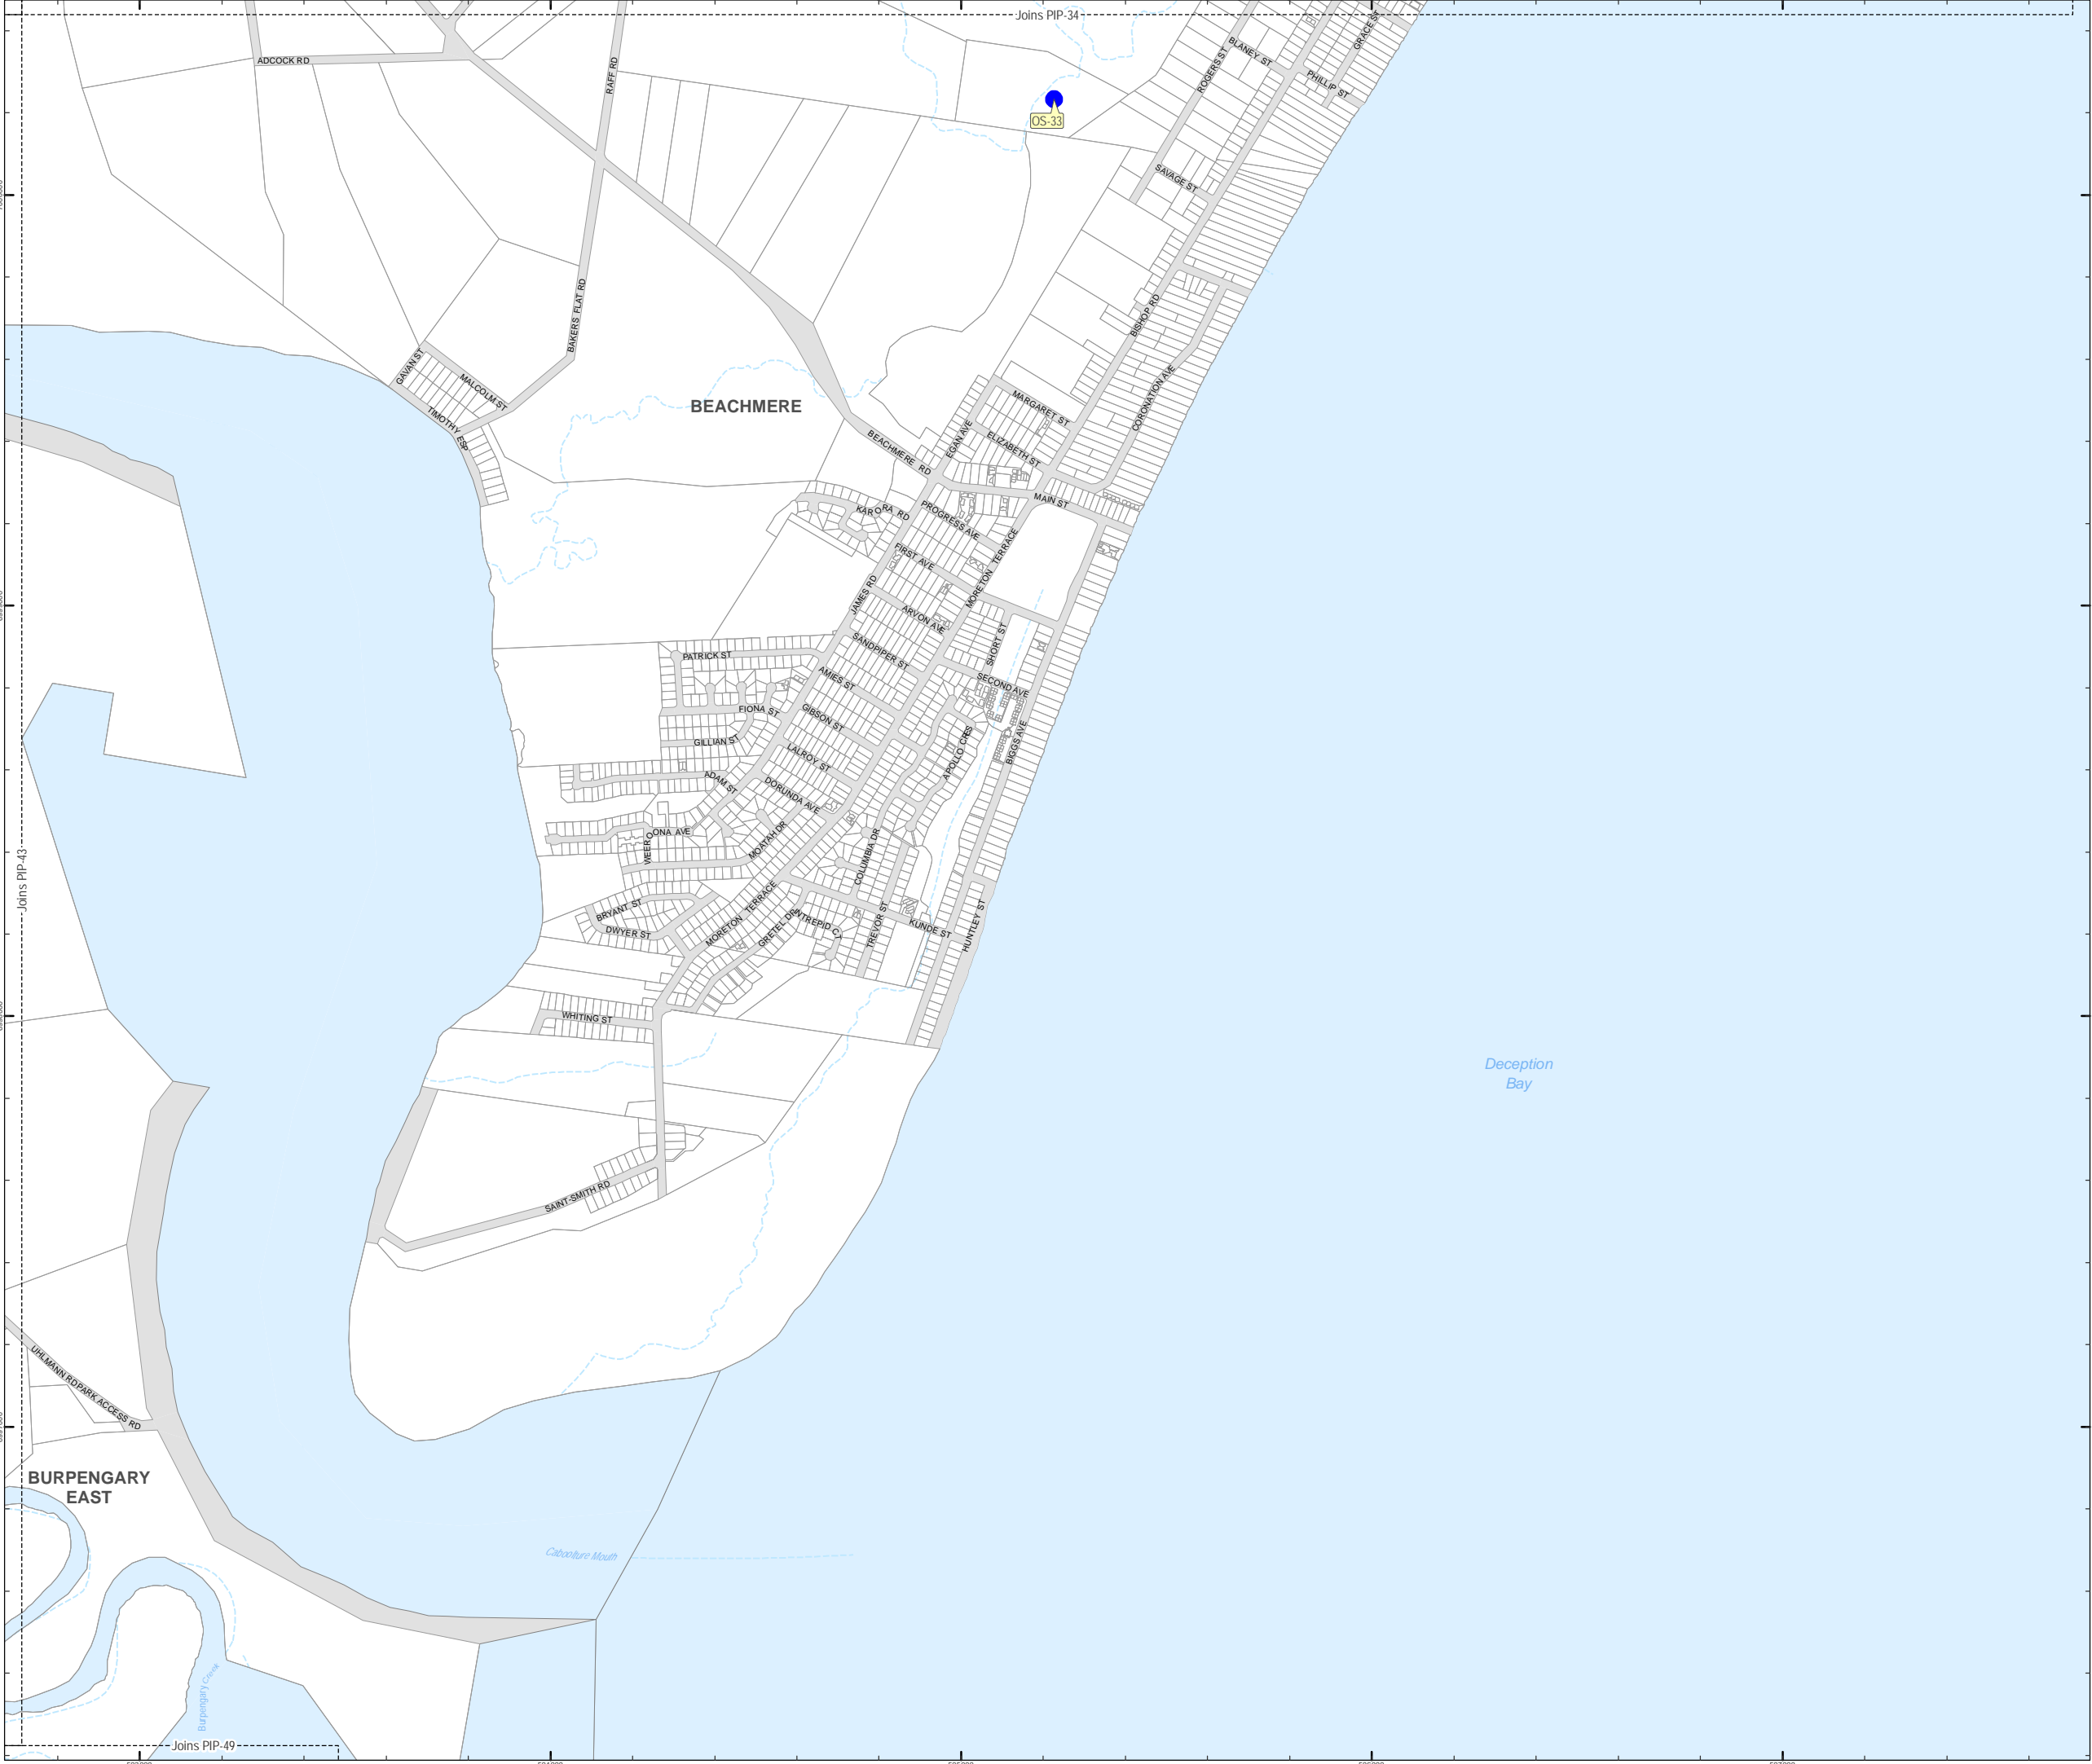 Joins PIP-34
GRACE ST
BLANEY ST
ROGERS ST
PHILLIP ST
ADCOCK RD
RAFF RD
OS-33
SAVAGE ST
BAKERS FLAT RD
BISHOP RD
GAVAN ST
MALCOLM ST
TIMOTHY ESP
CORONATION AVE
BEACHMERE
MARGARET ST
EGAN AVE
ELIZABETH ST
BEACHMERE RD
MAIN ST
KARORA RD
PROGRESS AVE
MORETON TERRACE
FIRST AVE
JAMES RD
ARVON AVE
SHORT ST
SANDPIPER ST
PATRICK ST
AMIES ST
SECOND AVE
FIONA ST
GIBSON ST
GILLIAN ST
BIGGS AVE
APOLLO CRES
LALROY ST
ADAM ST
DORUNDA AVE
WEEROONA AVE
MOATAH DR
COLUMBIA DR
Joins PIP-43
BRYANT ST
DWYER ST
MORETON TERRACE
GRETEL DR
INTREPID CT
TREVOR ST
KUNDE ST
HUNTLEY ST
WHITING ST
Deception
Bay
SAINT-SMITH RD
UHLMANN RD
PARK ACCESS RD
BURPENGARY
EAST
Caboolture Mouth
Burpengary Creek
Joins PIP-49